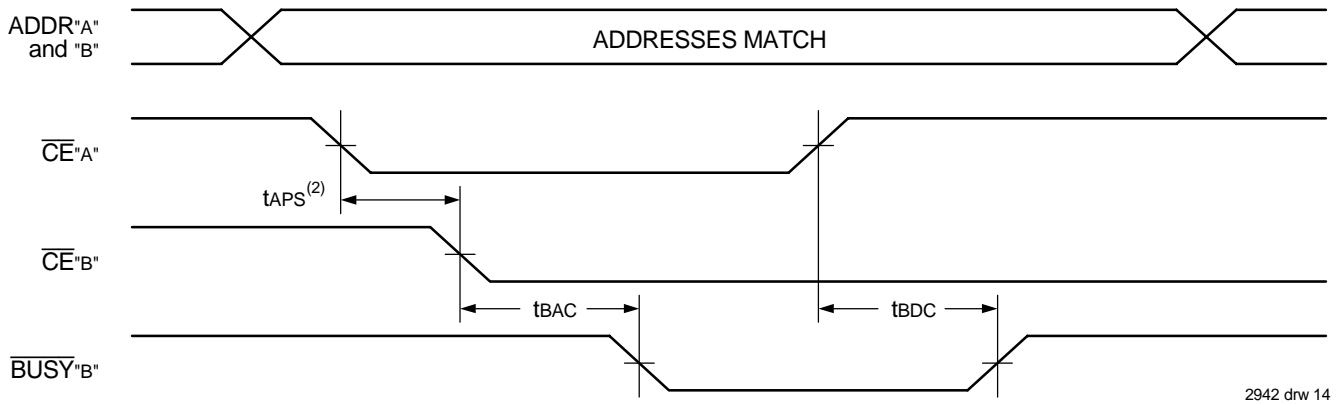 ADDR"A"
and "B"
ADDRESSES MATCH
CE"A"
tAPS(2)
CE"B"
tBAC
tBDC
BUSY"B"
2942 drw 14